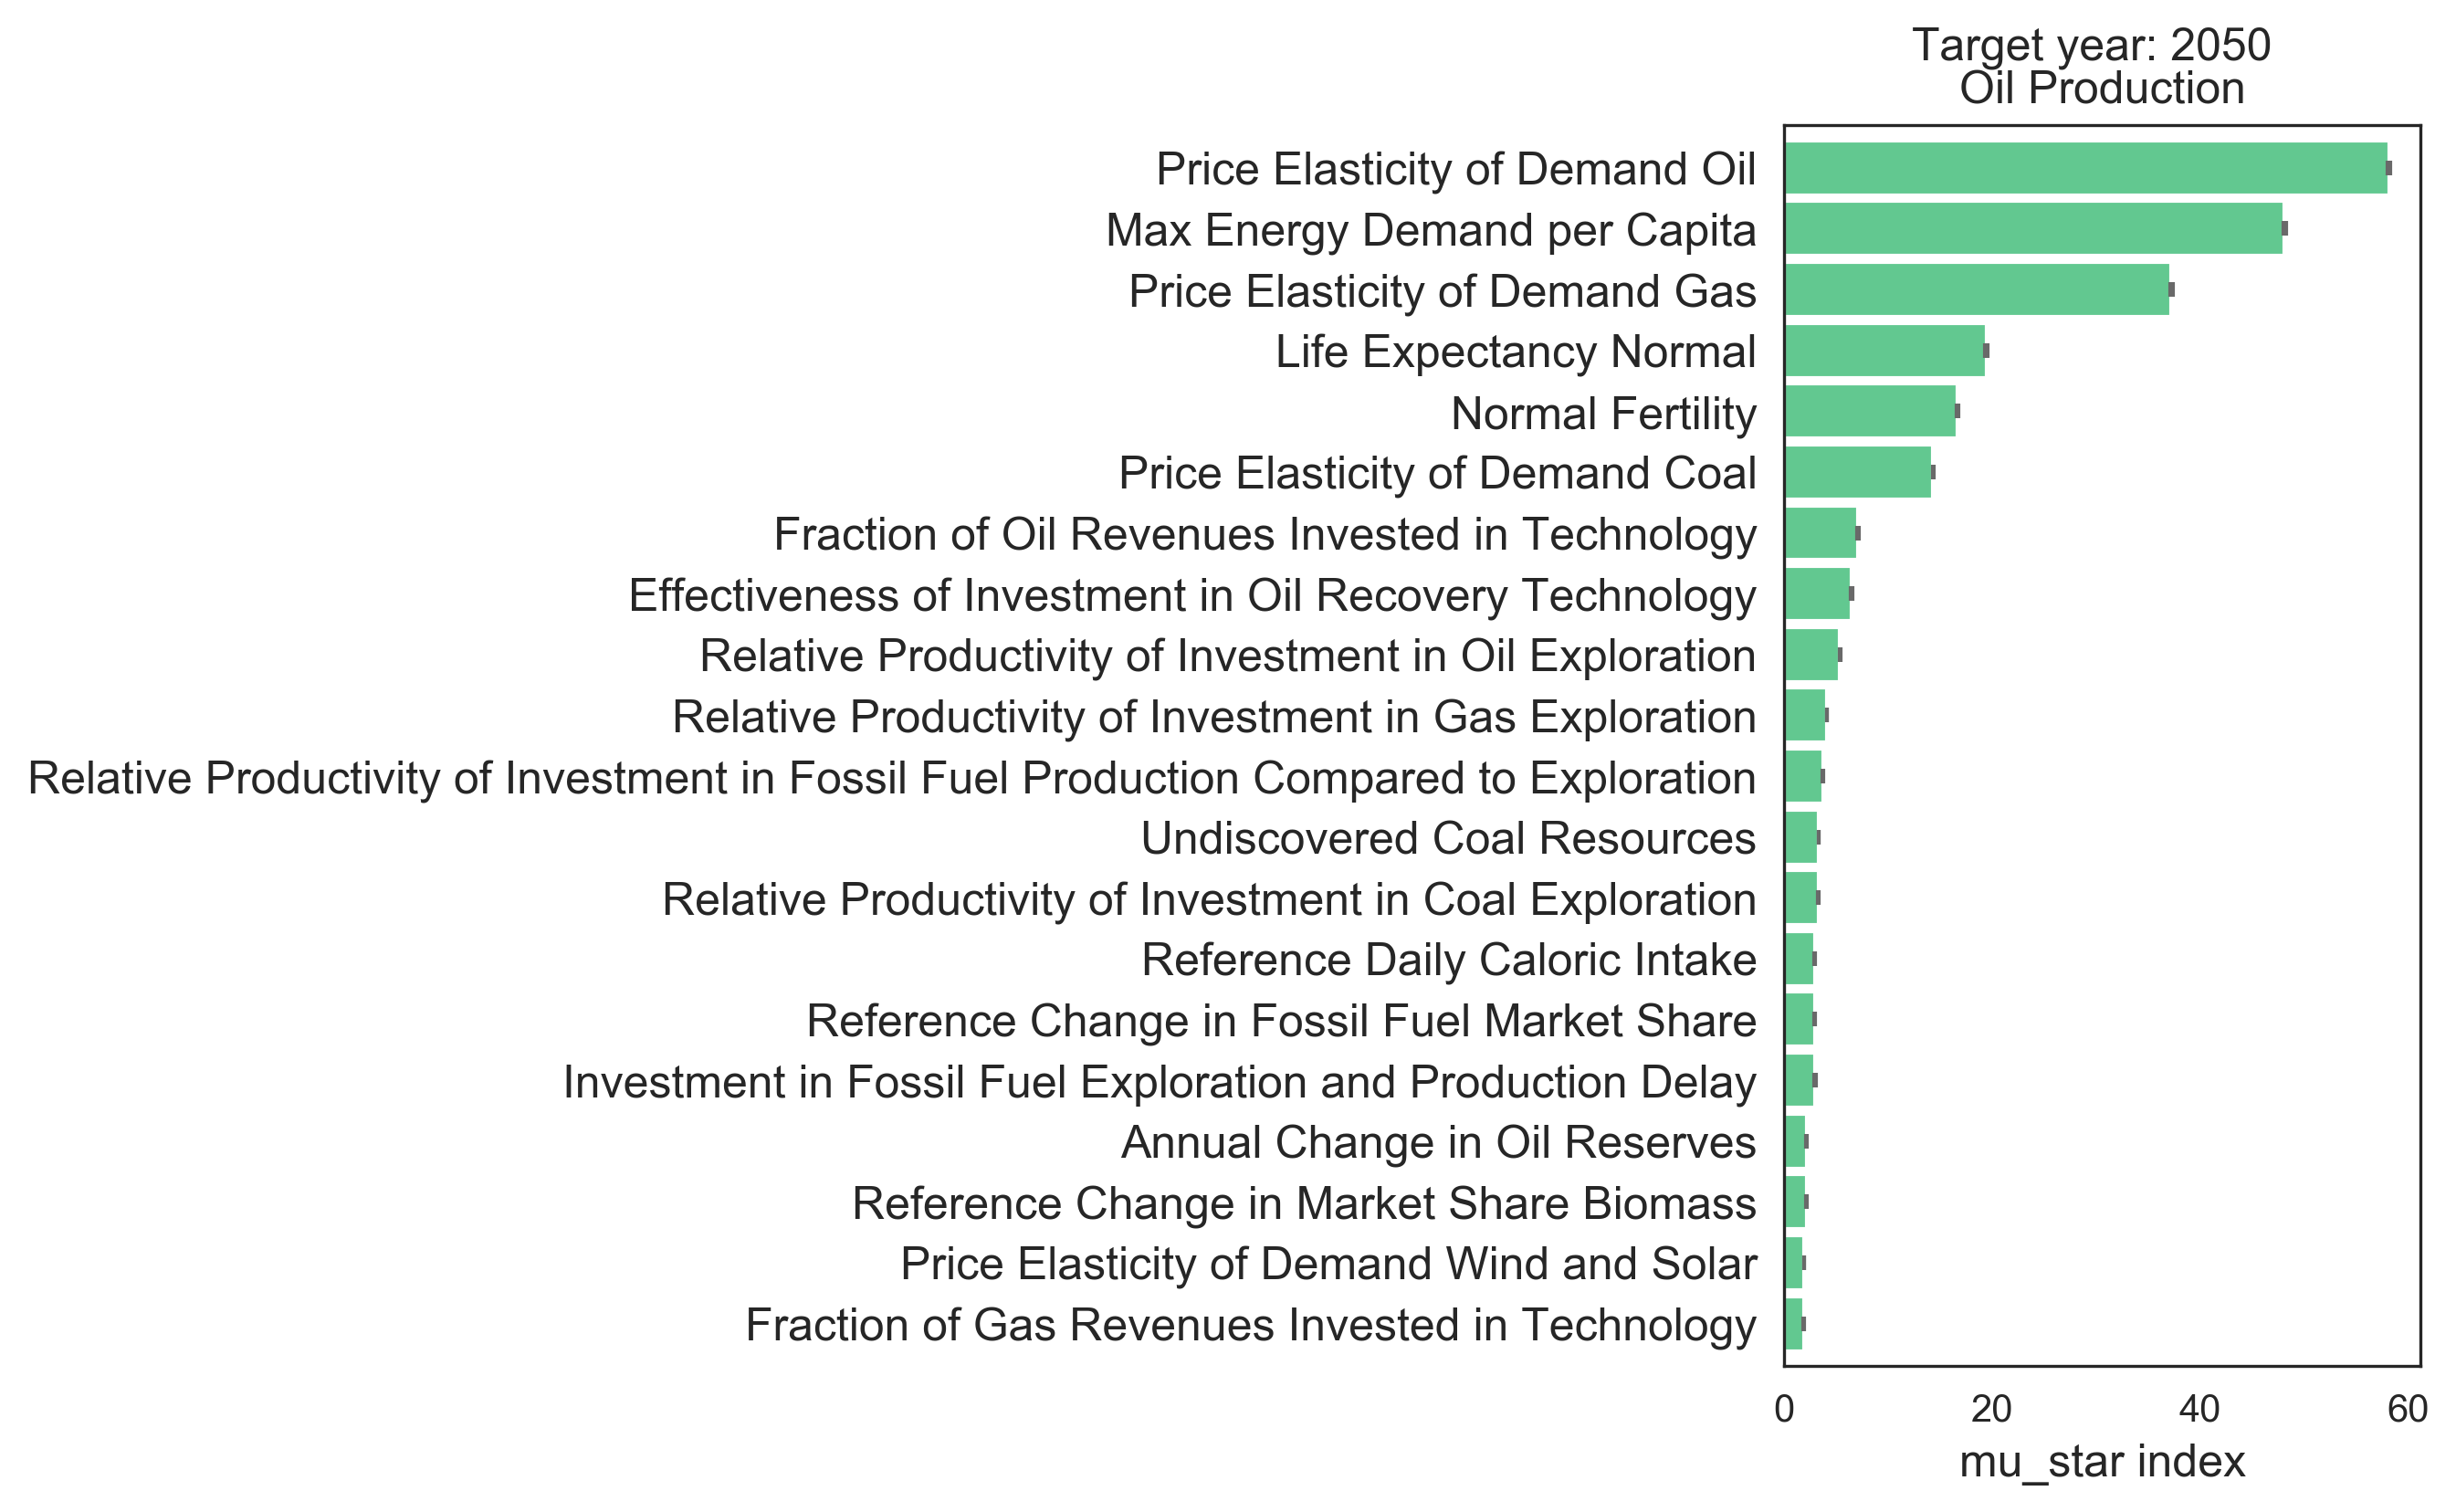 Target year: 2050
Oil Production
Price Elasticity of Demand Oil
Max Energy Demand per Capita
Price Elasticity of Demand Gas
Life Expectancy Normal
Normal Fertility
Price Elasticity of Demand Coal
Fraction of Oil Revenues Invested in Technology
Effectiveness of Investment in Oil Recovery Technology
Relative Productivity of Investment in Oil Exploration
Relative Productivity of Investment in Gas Exploration
Relative Productivity of Investment in Fossil Fuel Production Compared to Exploration
Undiscovered Coal Resources
Relative Productivity of Investment in Coal Exploration
Reference Daily Caloric Intake
Reference Change in Fossil Fuel Market Share
Investment in Fossil Fuel Exploration and Production Delay
Annual Change in Oil Reserves
Reference Change in Market Share Biomass
Price Elasticity of Demand Wind and Solar
Fraction of Gas Revenues Invested in Technology
0 20 40 60
mu_star index